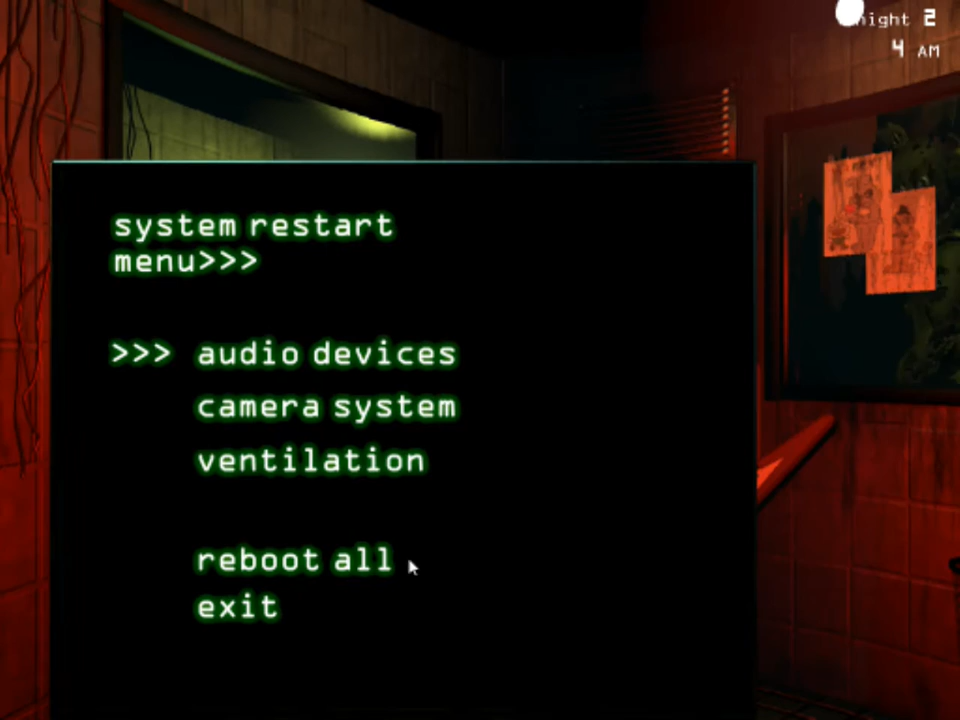 night 2
4 AM
system restart
menu>>>
>>> audio devices
camera system
ventilation
reboot all
exit